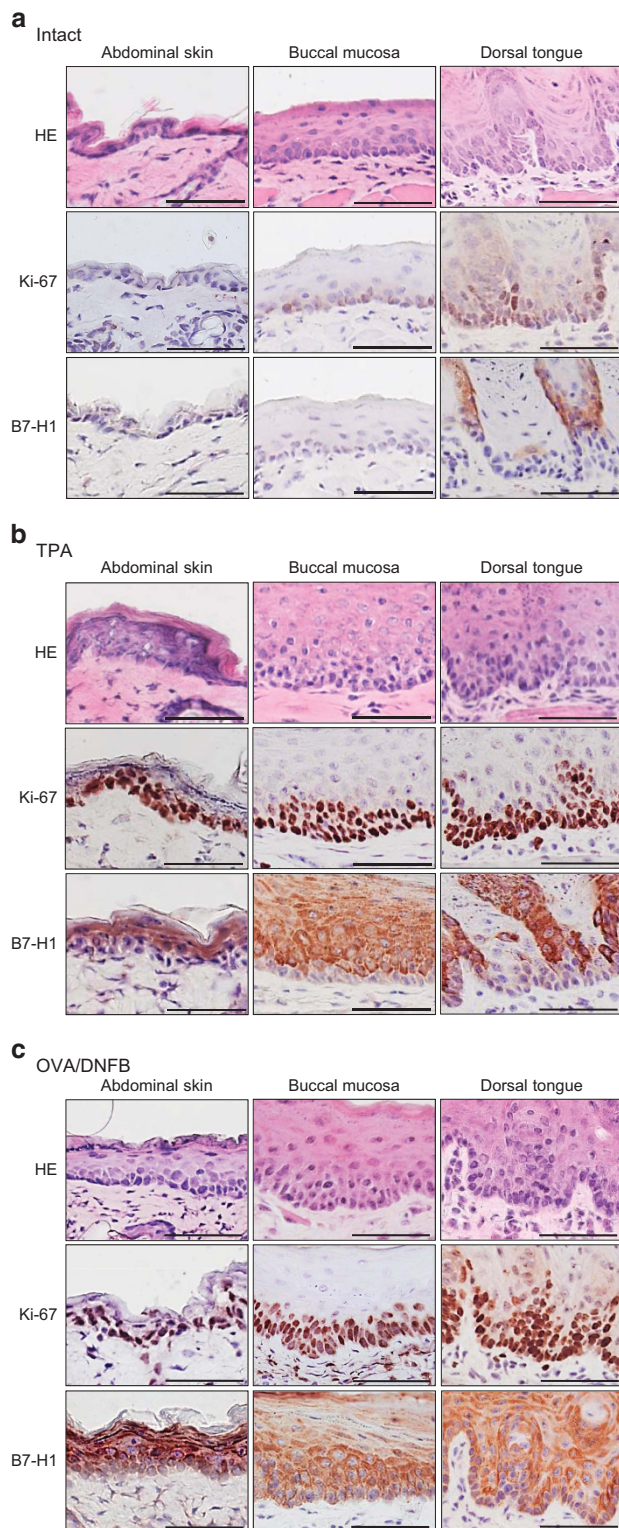 a
Intact
Abdominal skin Buccal mucosa Dorsal tongue
HE
Ki-67
B7-H1
b
TPA
Abdominal skin Buccal mucosa Dorsal tongue
HE
Ki-67
B7-H1
c
OVA/DNFB
Abdominal skin Buccal mucosa Dorsal tongue
HE
Ki-67
B7-H1